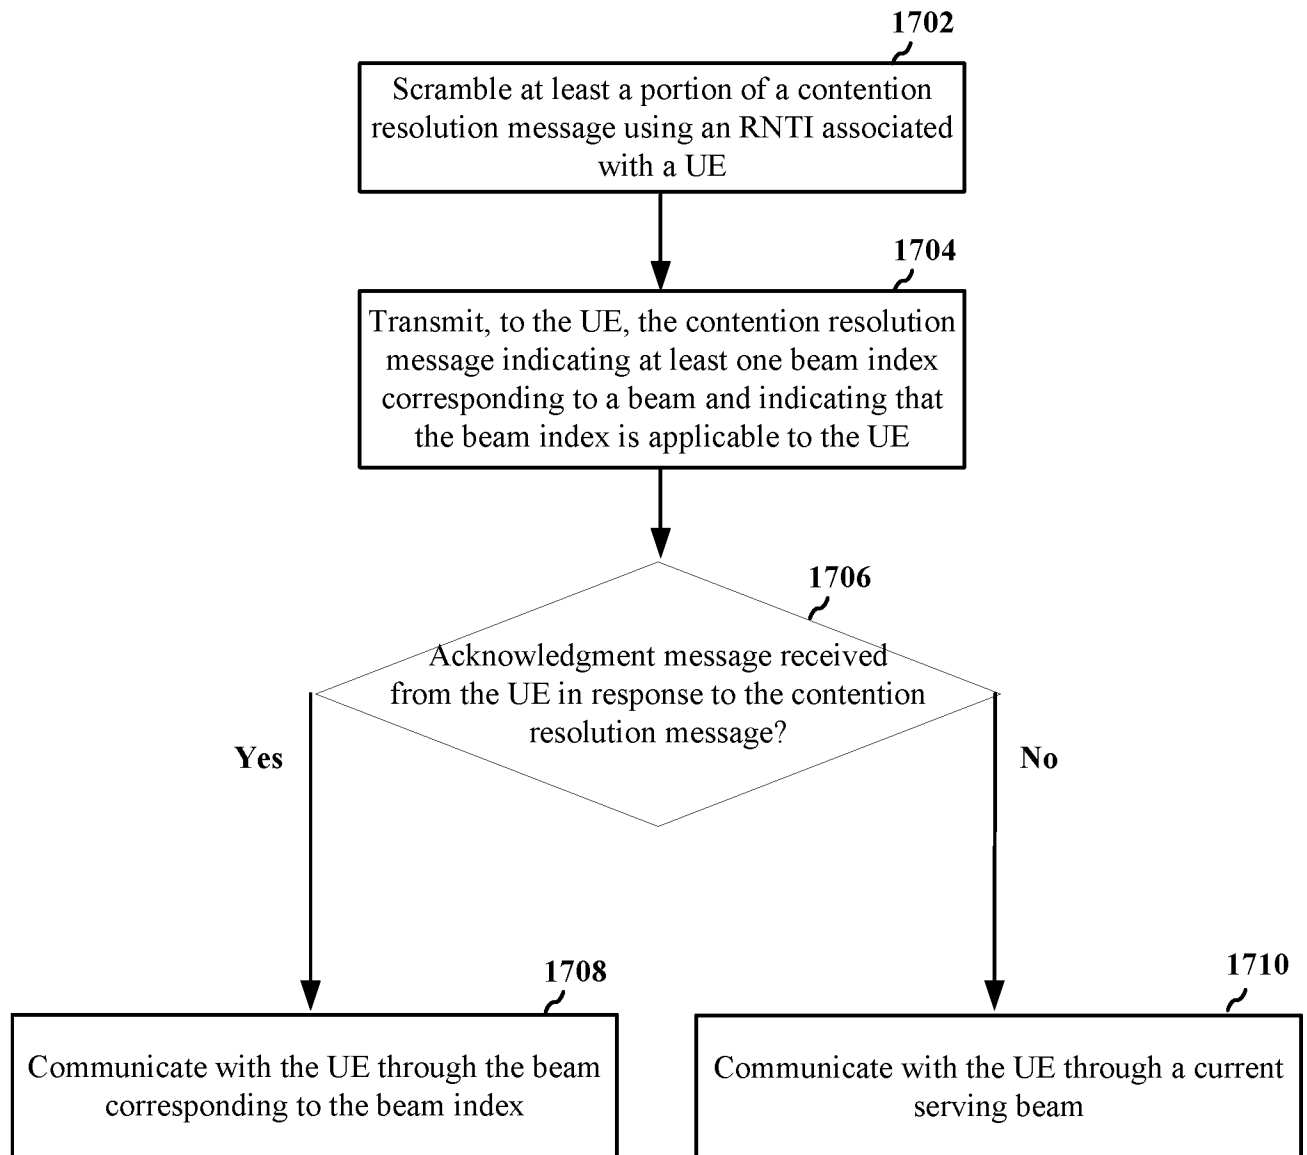 1702
Scramble at least a portion of a contention
resolution message using an RNTI associated
with a UE
1704
Transmit, to the UE, the contention resolution
message indicating at least one beam index
corresponding to a beam and indicating that
the beam index is applicable to the UE
1706
Acknowledgment message received
from the UE in response to the contention
resolution message?
Yes
No
1708
Communicate with the UE through the beam
corresponding to the beam index
1710
Communicate with the UE through a current
serving beam